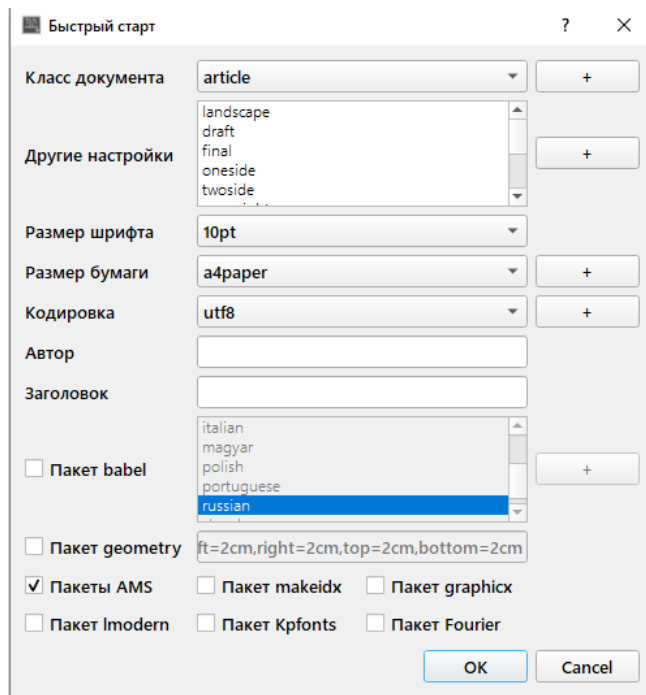 Быстрый старт ? ×
Класс документа article +
landscape
draft
final
Другие настройки +
oneside
twoside
Размер шрифта 10pt
Размер бумаги a4paper +
Кодировка utf8 +
Автор
Заголовок
italian
magyar
Пакет babel polish +
portuguese
russian
Пакет geometry ft=2cm,right=2cm,top=2cm,bottom=2cm
Пакеты AMS Пакет makeidx Пакет graphicx
Пакет lmodern Пакет Kpfonts Пакет Fourier
OK Cancel